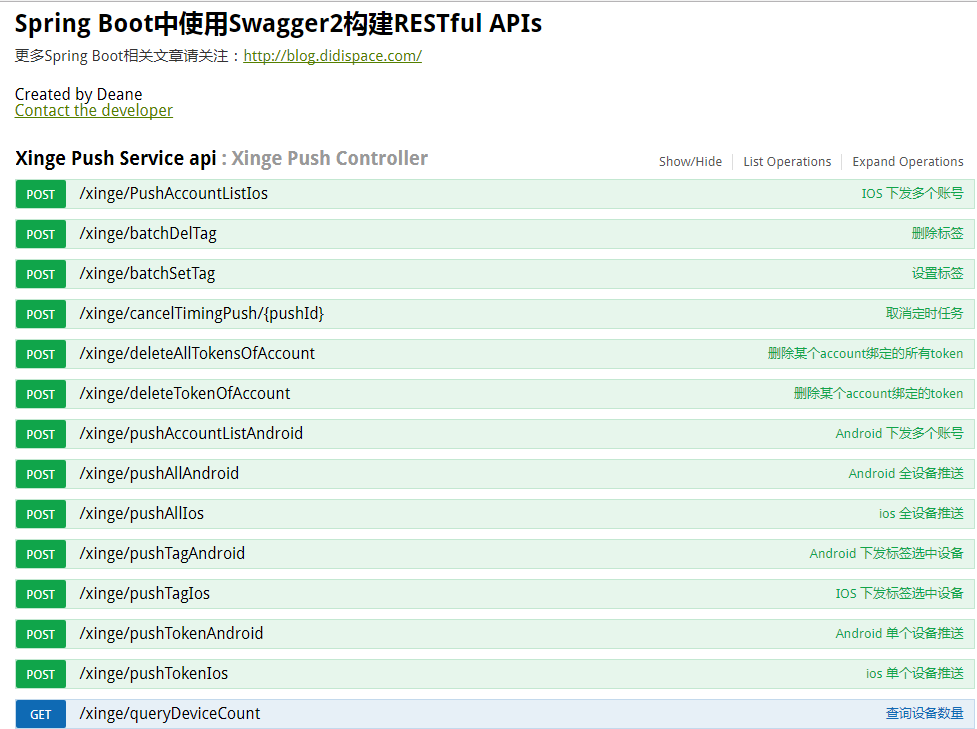 Spring Boot中使用Swagger2构建RESTful APIs
更多Spring Boot相关文章请关注：http://blog.didispace.com/
Created by Deane
Contact the developer
Xinge Push Service api : Xinge Push Controller Show/Hide List Operations Expand Operations
POST /xinge/PushAccountListIos IOS 下发多个账号
POST /xinge/batchDelTag 删除标签
POST /xinge/batchSetTag 设置标签
POST /xinge/cancelTimingPush/{pushId} 取消定时任务
POST /xinge/deleteAllTokensOfAccount 删除某个account绑定的所有token
POST /xinge/deleteTokenOfAccount 删除某个account绑定的token
POST /xinge/pushAccountListAndroid Android 下发多个账号
POST /xinge/pushAllAndroid Android 全设备推送
POST /xinge/pushAllIos ios 全设备推送
POST /xinge/pushTagAndroid Android 下发标签选中设备
POST /xinge/pushTagIos IOS 下发标签选中设备
POST /xinge/pushTokenAndroid Android 单个设备推送
POST /xinge/pushTokenIos ios 单个设备推送
GET /xinge/queryDeviceCount 查询设备数量